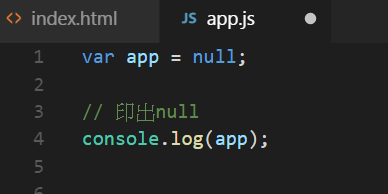 <> index.html JS app.js ●
1 var app = null;
2
3 // 印出null
4 console.log(app);
5